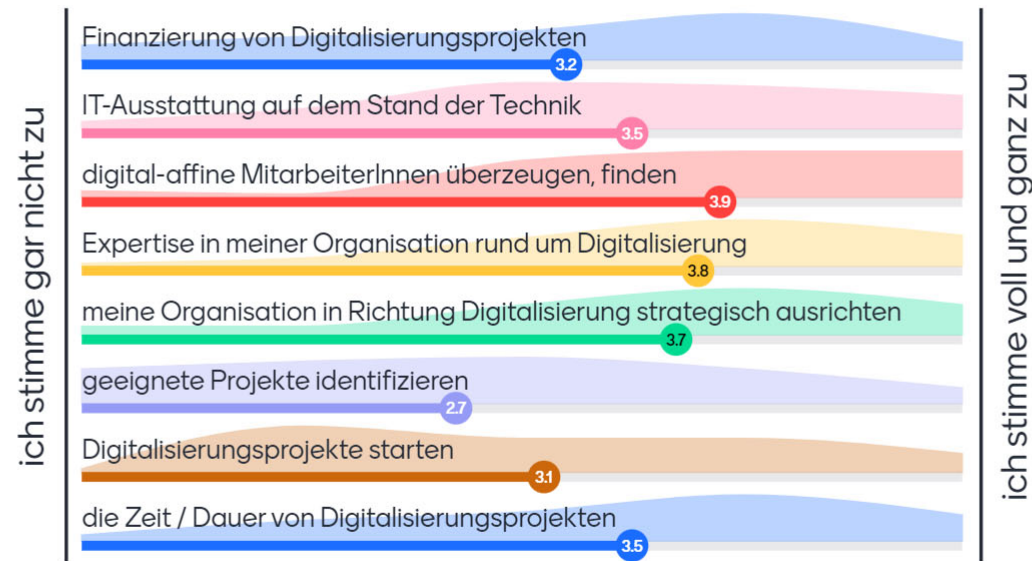 ich stimme gar nicht zu
Finanzierung von Digitalisierungsprojekten
3.2
IT-Ausstattung auf dem Stand der Technik
3.5
digital-affine MitarbeiterInnen überzeugen, finden
3.9
Expertise in meiner Organisation rund um Digitalisierung
3.8
meine Organisation in Richtung Digitalisierung strategisch ausrichten
3.7
geeignete Projekte identifizieren
2.7
Digitalisierungsprojekte starten
3.1
die Zeit / Dauer von Digitalisierungsprojekten
3.5
ich stimme voll und ganz zu